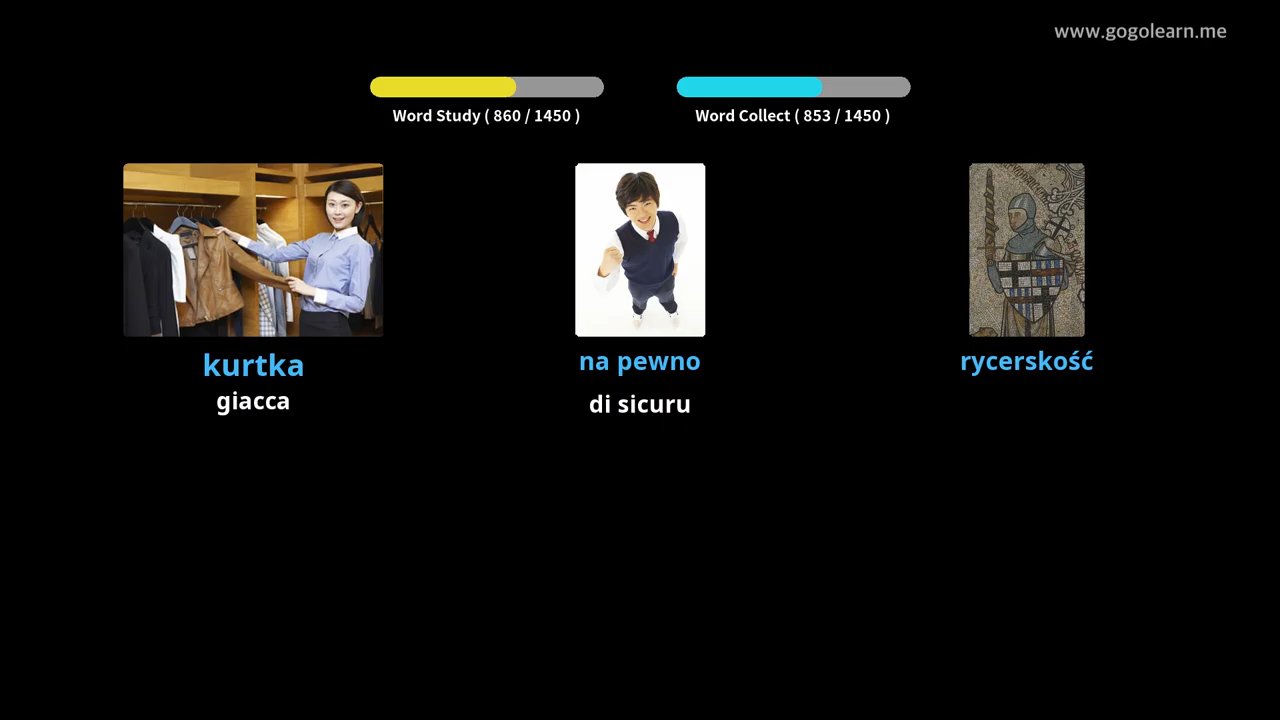 www.gogolearn.me
Word Study ( 860 / 1450 )
Word Collect ( 853 / 1450 )
kurtka
giacca
na pewno
di sicuru
rycerskość